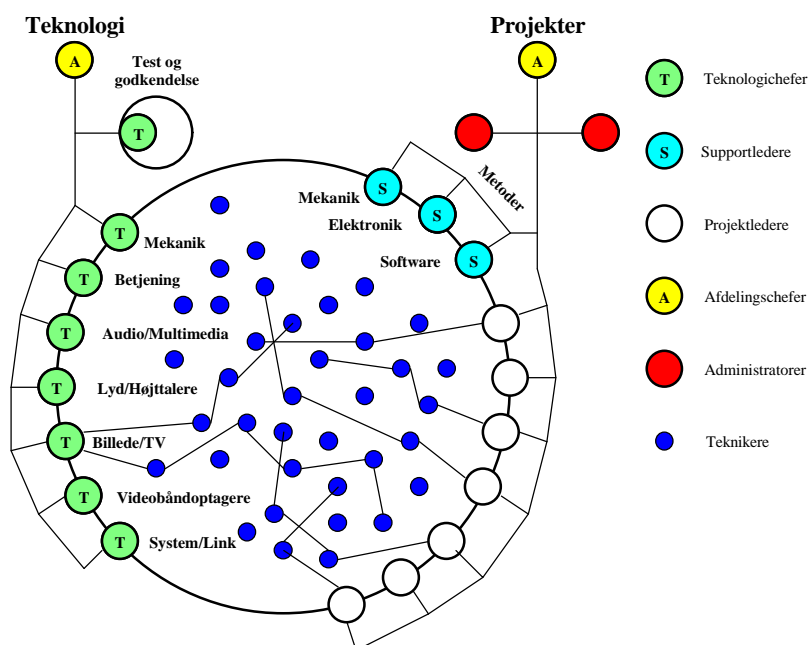 Teknologi
Projekter
A
A
Test og
godkendelse
T
T
Teknologichefer
S
Supportledere
Metoder
Mekanik
S
Elektronik
S
Software
S
T
Mekanik
T
Betjening
T
Audio/Multimedia
T
Lyd/Højttalere
T
Billede/TV
T
Videobåndoptagere
T
System/Link
Projektledere
A
Afdelingschefer
Administratorer
Teknikere